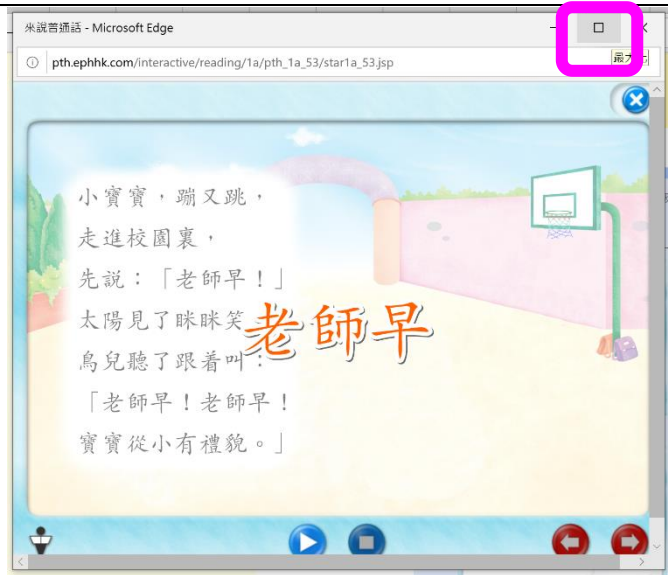 來說普通話 - Microsoft Edge
pth.ephhk.com/interactive/reading/1a/pth_1a_53/star1a_53.jsp
小寶寶，蹦又跳，
走進校園裏，
先説：「老師早！」
太陽見了眯眯笑
鳥兒聽了跟着叫：
「老師早！老師早！
寶寶從小有禮貌。」
老師早